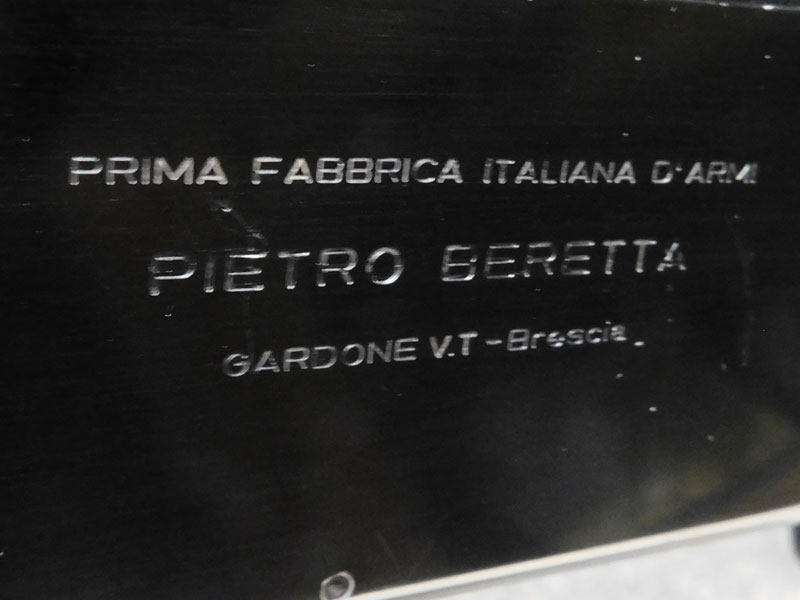 PRIMA FABBRICA ITALIANA D'ARMI
PIETRO BERETTA
GARDONE V.T-Brescia